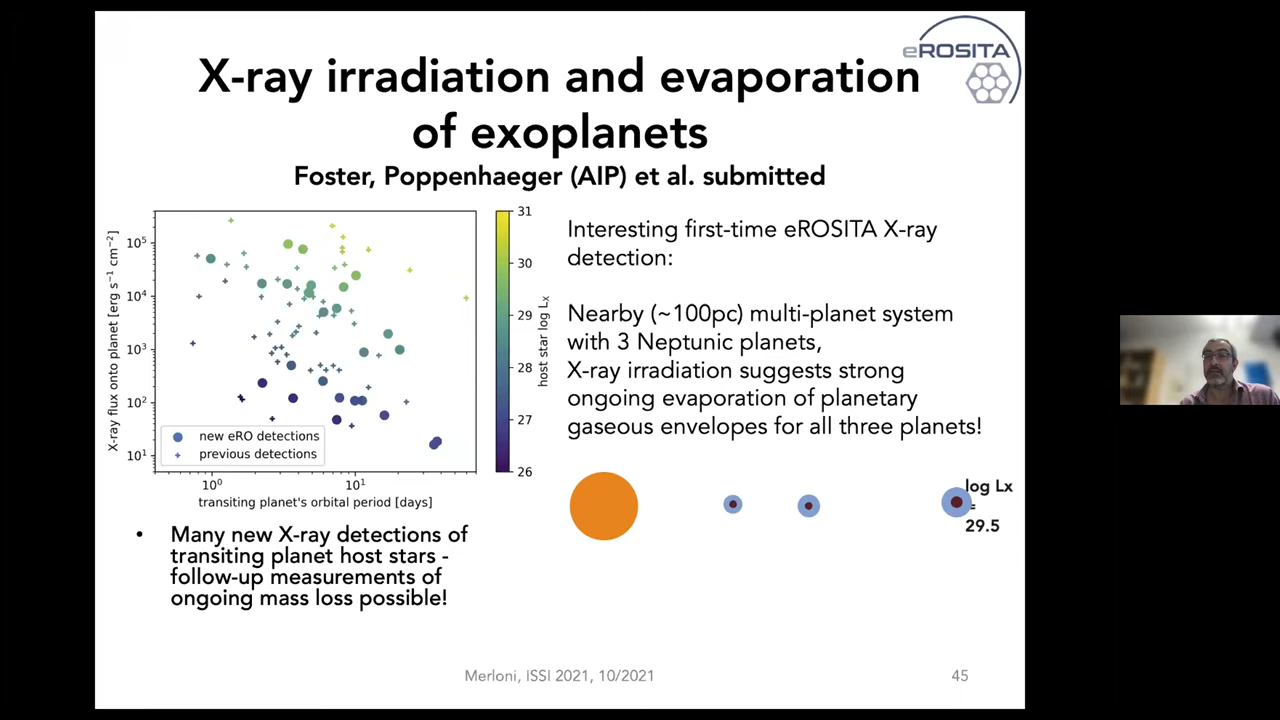 eROSITA
X-ray irradiation and evaporation
of exoplanets
Foster, Poppenhaeger (AIP) et al. submitted
X-ray flux onto planet [erg s⁻¹ cm⁻²]
10⁵
10⁴
10³
10²
10¹
new eRO detections
previous detections
10⁰
10¹
transiting planet's orbital period [days]
31
30
29
28
27
26
host star log Lₓ
Interesting first-time eROSITA X-ray
detection:
Nearby (~100pc) multi-planet system
with 3 Neptunic planets,
X-ray irradiation suggests strong
ongoing evaporation of planetary
gaseous envelopes for all three planets!
log Lx
=
29.5
• Many new X-ray detections of
transiting planet host stars -
follow-up measurements of
ongoing mass loss possible!
Merloni, ISSI 2021, 10/2021
45